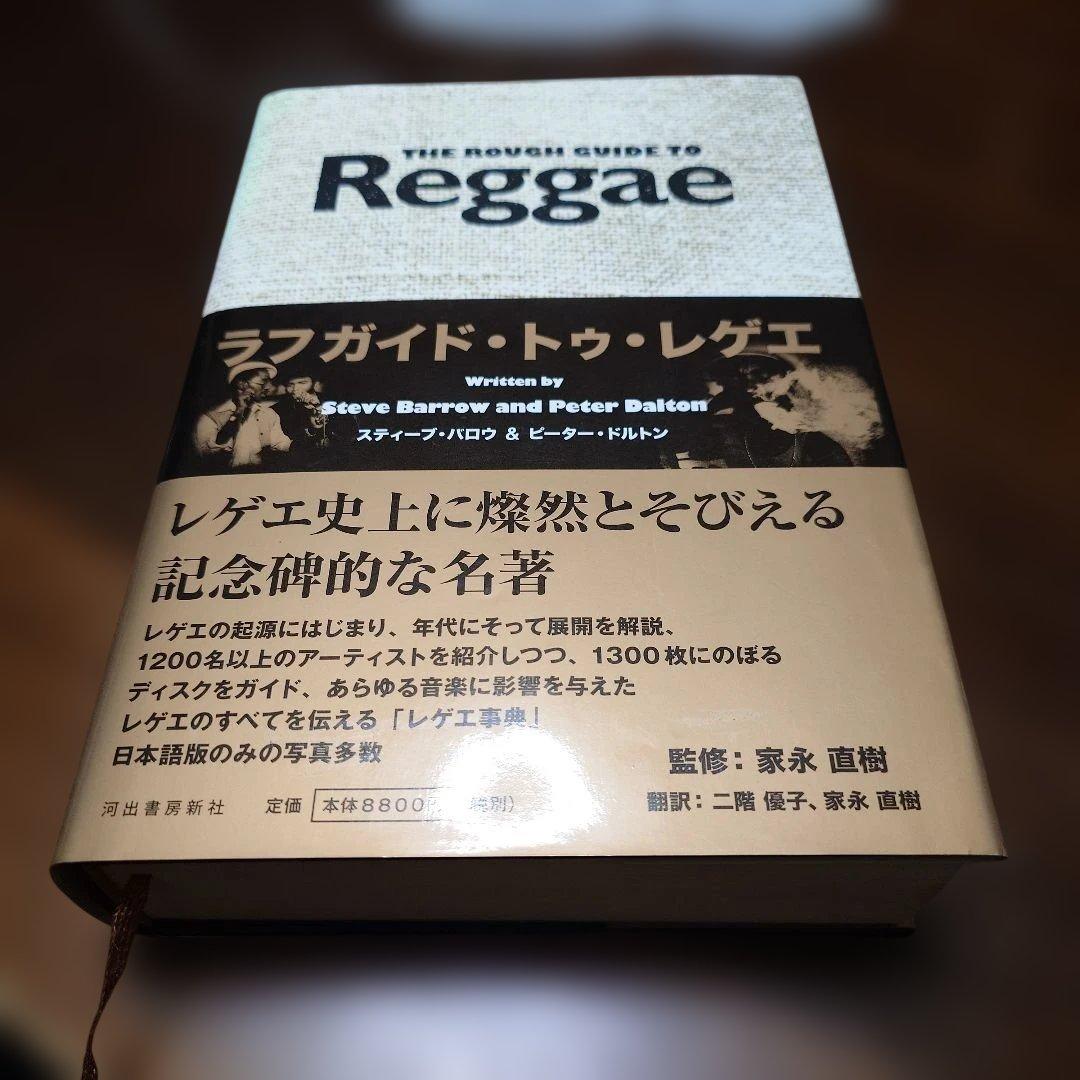 THE ROUGH GUIDE TO
Reggae
ラフガイド・トゥ・レゲエ
Written by
Steve Barrow and Peter Dalton
スティーブ・バロウ & ピーター・ドルトン
レゲエ史上に燦然とそびえる
記念碑的な名著
レゲエの起源にはじまり、年代にそって展開を解説、
1200名以上のアーティストを紹介しつつ、1300枚にのぼる
ディスクをガイド、あらゆる音楽に影響を与えた
レゲエのすべてを伝える「レゲエ事典」
日本語版のみの写真多数
監修：家永 直樹
翻訳：二階 優子、家永 直樹
河出書房新社 定価 本体8800円（税別）